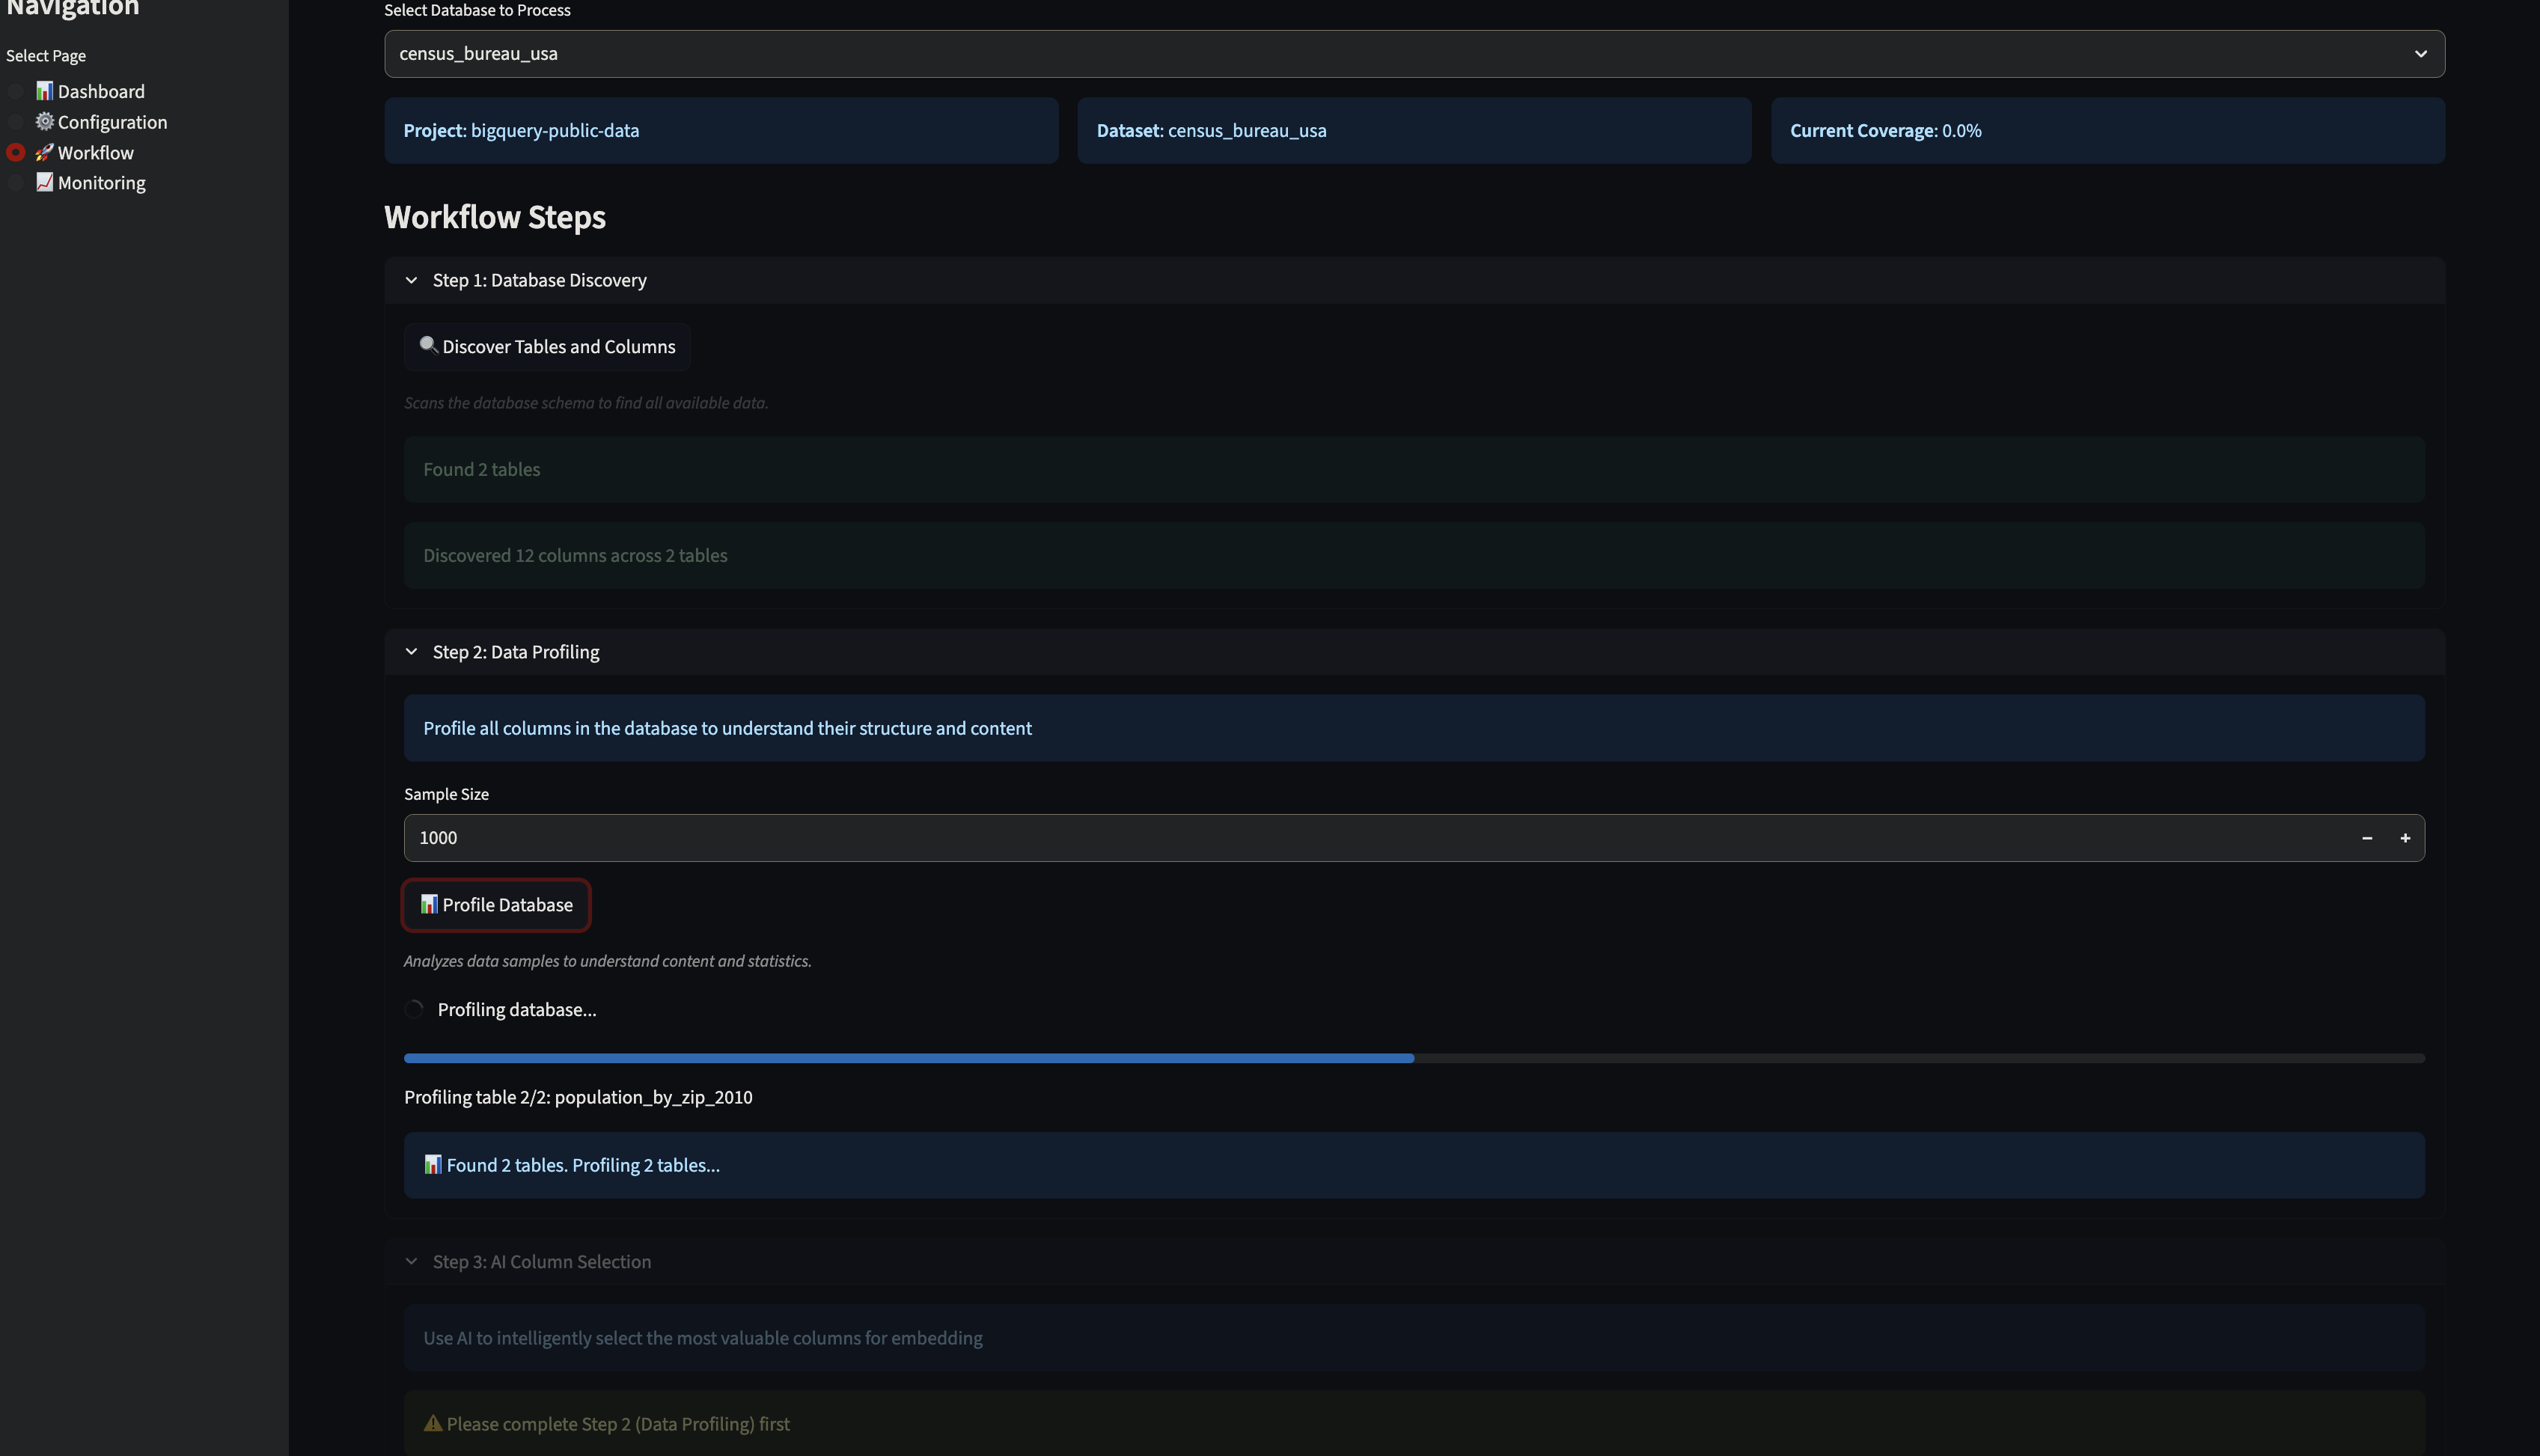 Navigation
Select Page
Dashboard
Configuration
Workflow
Monitoring
Select Database to Process
census_bureau_usa
Project: bigquery-public-data
Dataset: census_bureau_usa
Current Coverage: 0.0%
Workflow Steps
Step 1: Database Discovery
Discover Tables and Columns
Scans the database schema to find all available data.
Found 2 tables
Discovered 12 columns across 2 tables
Step 2: Data Profiling
Profile all columns in the database to understand their structure and content
Sample Size
1000
Profile Database
Analyzes data samples to understand content and statistics.
Profiling database...
Profiling table 2/2: population_by_zip_2010
Found 2 tables. Profiling 2 tables...
Step 3: AI Column Selection
Use AI to intelligently select the most valuable columns for embedding
Please complete Step 2 (Data Profiling) first